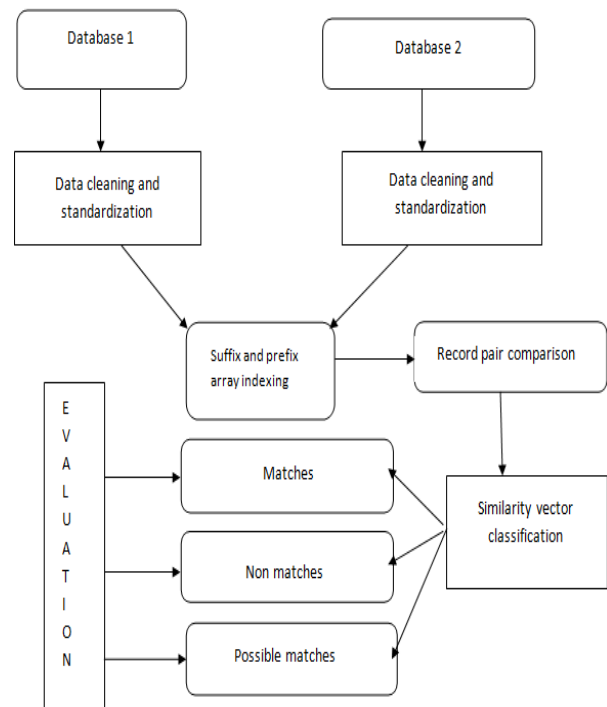 Database 1
Database 2
Data cleaning and
standardization
Data cleaning and
standardization
Suffix and prefix
array indexing
Record pair comparison
E
V
A
L
U
A
T
I
O
N
Matches
Non matches
Possible matches
Similarity vector
classification